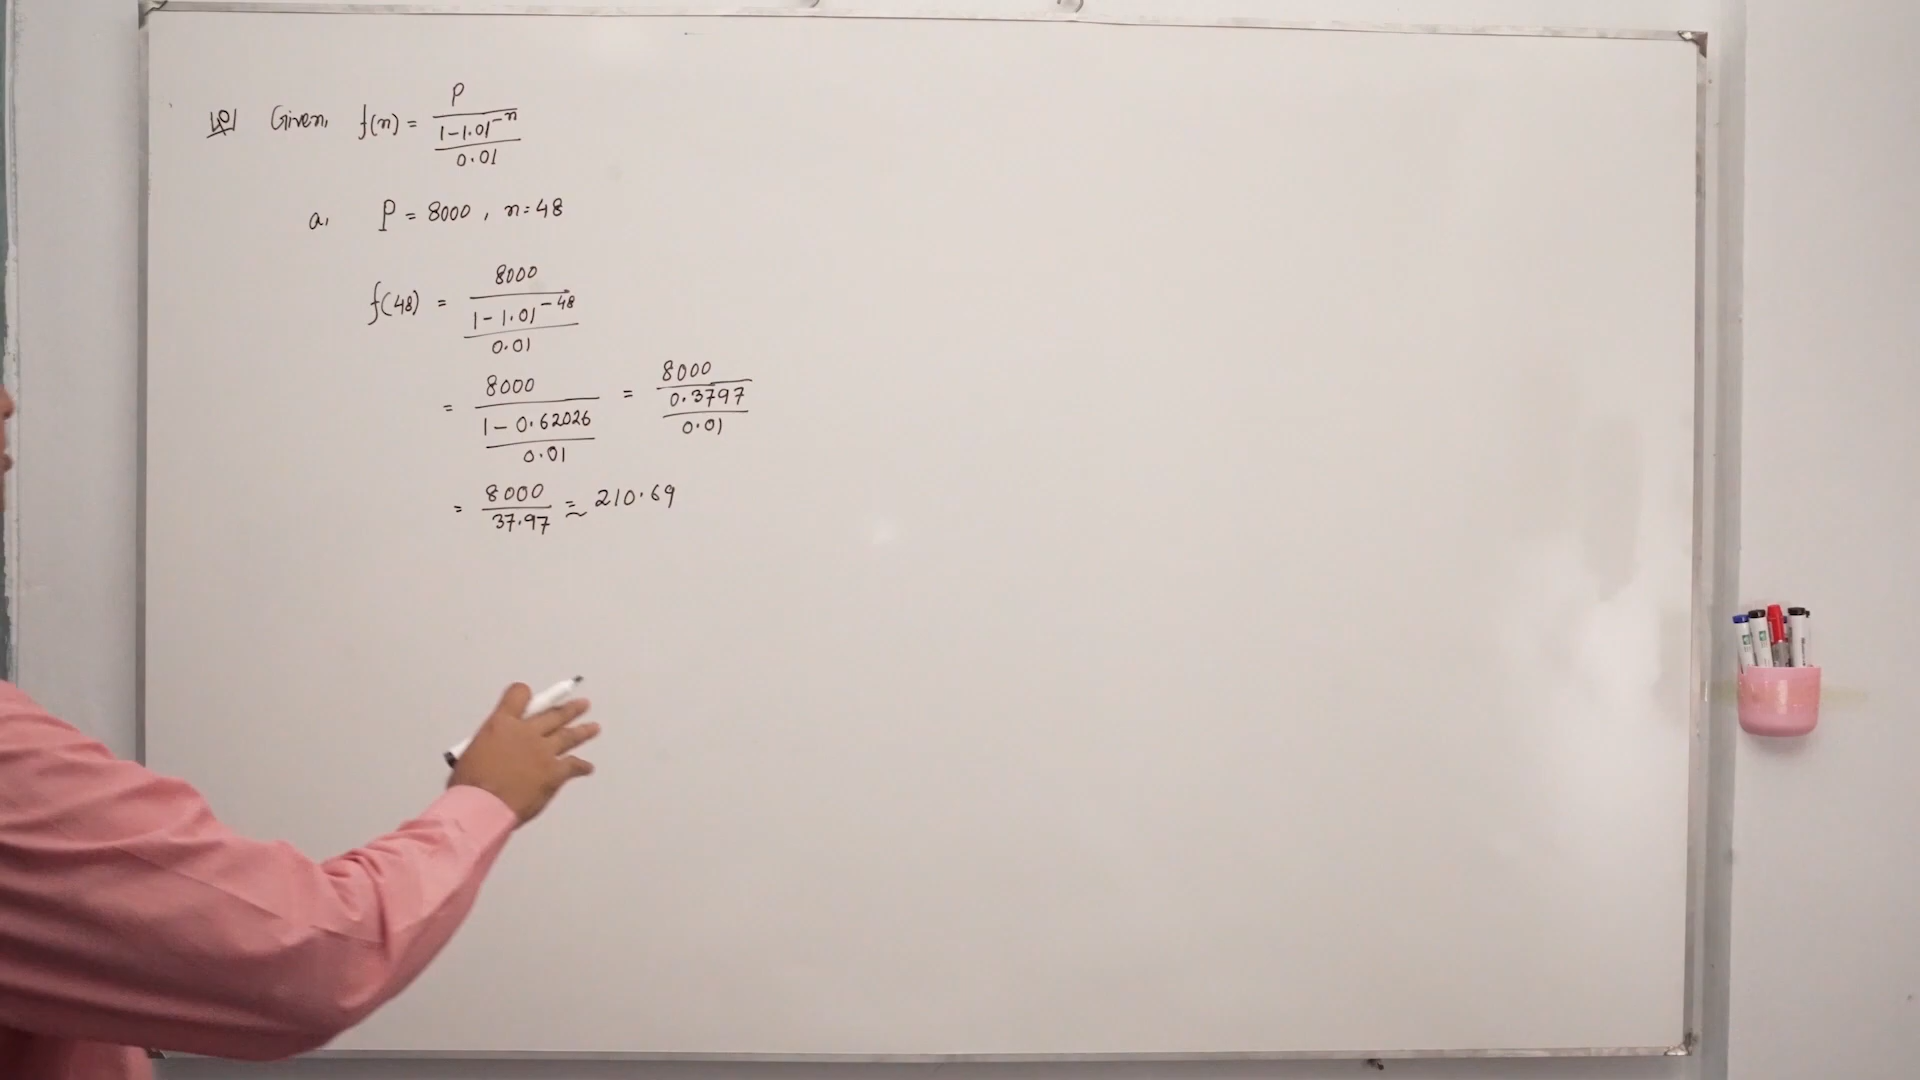 Given, f(n) = P / ((1-1.01^-n) / 0.01)
a, P = 8000 , n = 48
f(48) = 8000 / ((1-1.01^-48) / 0.01)
= 8000 / ((1-0.62026) / 0.01) = 8000 / (0.3797 / 0.01)
= 8000 / 37.97 ≃ 210.69